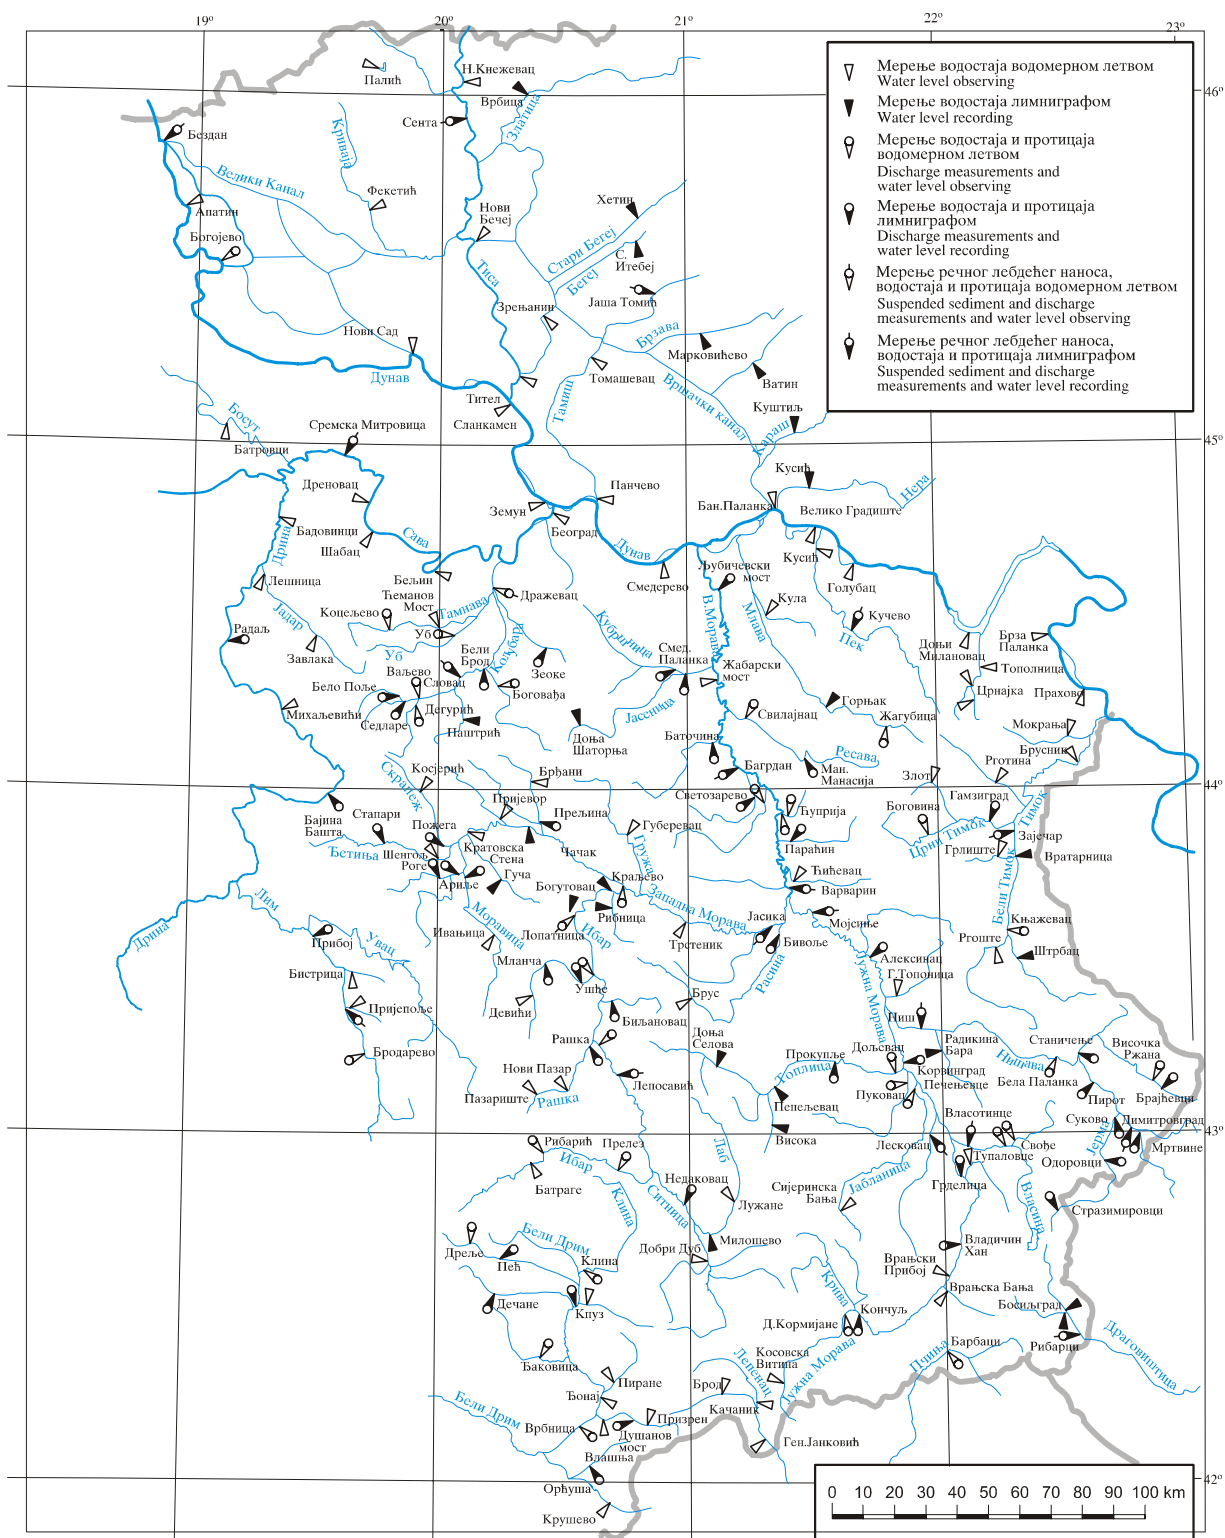 19°
20°
21°
22°
23°
Мерење водостаја водомерном летвом
Water level observing
Мерење водостаја лимниграфом
Water level recording
Мерење водостаја и протицаја
водомерном летвом
Discharge measurements and
water level observing
Мерење водостаја и протицаја
лимниграфом
Discharge measurements and
water level recording
Мерење речног лебдећег наноса,
водостаја и протицаја водомерном летвом
Suspended sediment and discharge
measurements and water level observing
Мерење речног лебдећег наноса,
водостаја и протицаја лимниграфом
Suspended sediment and discharge
measurements and water level recording
46°
Палић
Н.Кнежевац
Врбица
Златица
Сента
Бездан
Криваја
Велики Канал
Фекетић
Апатин
Богојево
Нови
Бечеј
Хетин
Стари Бегеј
С.
Итебеј
Бегеј
Тиса
Јаша Томић
Зрењанин
Нови Сад
Брзава
Марковићево
Дунав
Томашевац
Ватин
Вршачки канал
Тамиш
Тител
Сланкамен
Куштиљ
Караш
Босут
Батровци
Сремска Митровица
45°
Кусић
Нера
Дреновац
Панчево
Бан.Паланка
Велико Градиште
Земун
Београд
Бадовинци
Шабац
Сава
Дрина
Дунав
Смедерево
Љубичевски
мост
Кусић
Голубац
Лешница
Бељин
Ћеманов
Мост
Тамнава
Дражевац
Коцељево
Јадар
Уб
Уб
Радаљ
Завлака
Кубршница
В.Морава
Млава
Кула
Кучево
Пек
Доњи
Милановац
Брза
Паланка
Тополница
Црнајка
Прахово
Бели
Брод
Колубара
Зеоке
Смед.
Паланка
Жабарски
мост
Ваљево
Словац
Бело Поље
Боговађа
Дегурић
Седларе
Паштрић
Михаљевићи
Јасеница
Доња
Шаторња
Свилајнац
Горњак
Жагубица
Мокрања
Брусник
Баточина
Ресава
Ман.
Манасија
Рготина
Злот
Багрдан
Косјерић
Скрапеж
Брђани
44°
Светозарево
Ћуприја
Боговина
Гамзиград
Тимок
Пријевор
Прељина
Губеревац
Бајина
Башта
Стапари
Пожега
Кратовска
Стена
Чачак
Гружа
Параћин
Црни Тимок
Зајечар
Грлиште
Вратарница
Ђетиња
Шенгољ
Роге
Ариље
Гуча
Богутовац
Краљево
Рибница
Западна Морава
Ћићевац
Варварин
Бели Тимок
Лим
Дрина
Увац
Прибој
Моравица
Ивањица
Лопатница
Ибар
Трстеник
Јасика
Бивоље
Мојсиње
Књажевац
Ргоште
Штрбац
Бистрица
Мланча
Ушће
Расина
Јужна Морава
Алексинац
Г.Топоница
Пријепоље
Девићи
Биљановац
Брус
Ниш
Рашка
Доња
Селова
Бродарево
Прокупље
Дољевац
Радикина
Бара
Нишава
Станичење
Височка
Ржана
Нови Пазар
Топлица
Корвинград
Печењевце
Бела Паланка
Пазариште
Рашка
Лепосавић
Пуковац
Пирот
Брајћевци
Пепељевац
Висока
Власотинце
Суково
Димитровград
43°
Рибарић
Прелез
Лаб
Лесковац
Свође
Тупаловце
Јерма
Мртвине
Ибар
Батраге
Недаковац
Сијеринска
Бања
Јабланица
Грделица
Власина
Одоровци
Клина
Ситница
Лужане
Стразимировци
Бели Дрим
Дреље
Пећ
Клина
Добри Дуб
Милошево
Владичин
Хан
Врањски
Прибој
Врањска Бања
Дечане
Кпуз
Крива
Кончуљ
Д.Кормијане
Босиљград
Рибарци
Драговиштица
Ђаковица
Косовска
Витина
Јужна Морава
Барбаци
Пчиња
Пиране
Лепенац
Брод
Ђонај
Бели Дрим
Врбница
Призрен
Качаник
Душанов
мост
Ген.Јанковић
Влашња
Орћуша
Крушево
42°
0 10 20 30 40 50 60 70 80 90 100 km